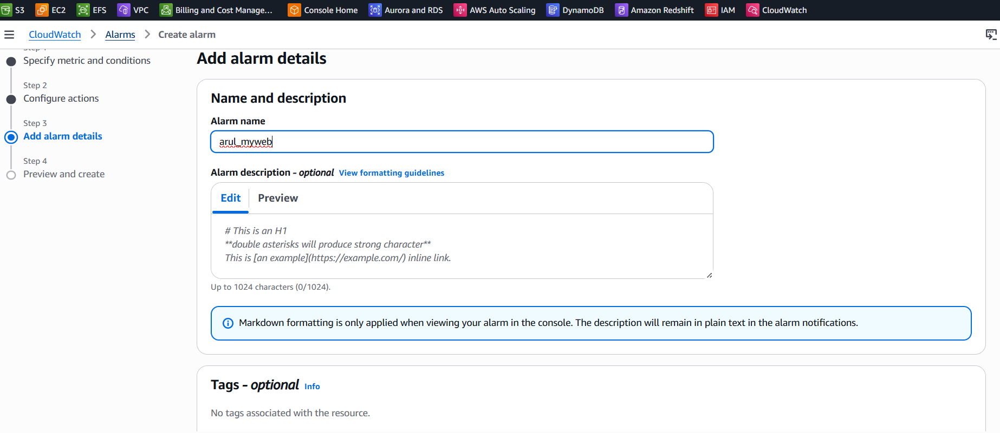 S3 EC2 EFS VPC Billing and Cost Manage... Console Home Aurora and RDS AWS Auto Scaling DynamoDB Amazon Redshift IAM CloudWatch
CloudWatch > Alarms > Create alarm
Specify metric and conditions
Step 2
Configure actions
Step 3
Add alarm details
Step 4
Preview and create
Add alarm details
Name and description
Alarm name
arul_myweb
Alarm description - optional View formatting guidelines
Edit Preview
# This is an H1
**double asterisks will produce strong character**
This is [an example](https://example.com/) inline link.
Up to 1024 characters (0/1024).
Markdown formatting is only applied when viewing your alarm in the console. The description will remain in plain text in the alarm notifications.
Tags - optional Info
No tags associated with the resource.